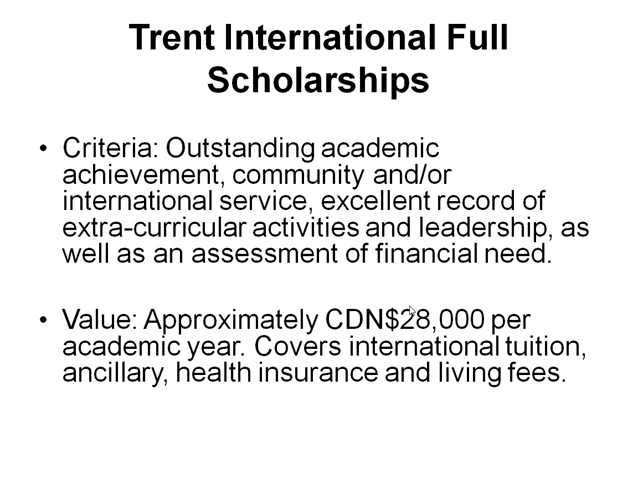 Trent International Full
Scholarships
• Criteria: Outstanding academic
achievement, community and/or
international service, excellent record of
extra-curricular activities and leadership, as
well as an assessment of financial need.
• Value: Approximately CDN$28,000 per
academic year. Covers international tuition,
ancillary, health insurance and living fees.